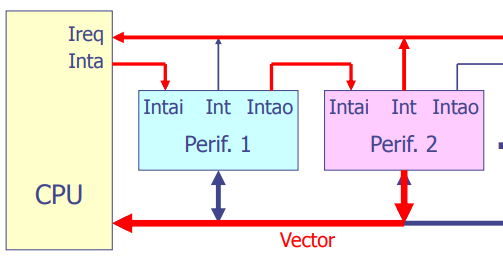 Ireq
Inta
Intai Int Intao
Perif. 1
Intai Int Intao
Perif. 2
CPU
Vector